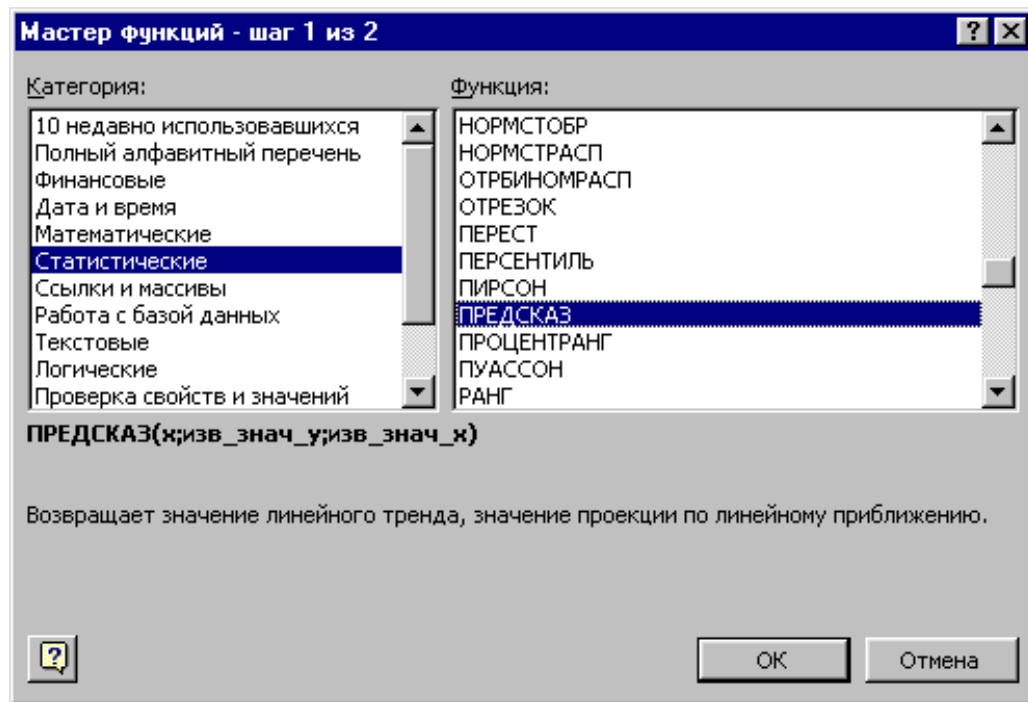 Мастер функций - шаг 1 из 2
Категория:
Функция:
10 недавно использовавшихся
Полный алфавитный перечень
Финансовые
Дата и время
Математические
Статистические
Ссылки и массивы
Работа с базой данных
Текстовые
Логические
Проверка свойств и значений
НОРМСТОБР
НОРМСТРАСП
ОТРБИНОМРАСП
ОТРЕЗОК
ПЕРЕСТ
ПЕРСЕНТИЛЬ
ПИРСОН
ПРЕДСКАЗ
ПРОЦЕНТРАНГ
ПУАССОН
РАНГ
ПРЕДСКАЗ(x;изв_знач_y;изв_знач_x)
Возвращает значение линейного тренда, значение проекции по линейному приближению.
ОК
Отмена